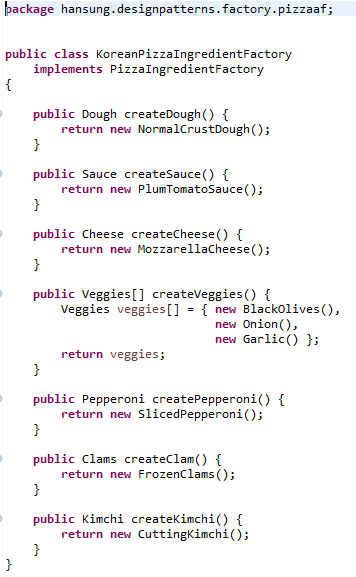 package hansung.designpatterns.factory.pizzaaf;
public class KoreanPizzaIngredientFactory
    implements PizzaIngredientFactory
{
    public Dough createDough() {
        return new NormalCrustDough();
    }
    public Sauce createSauce() {
        return new PlumTomatoSauce();
    }
    public Cheese createCheese() {
        return new MozzarellaCheese();
    }
    public Veggies[] createVeggies() {
        Veggies veggies[] = { new BlackOlives(),
                              new Onion(),
                              new Garlic() };
        return veggies;
    }
    public Pepperoni createPepperoni() {
        return new SlicedPepperoni();
    }
    public Clams createClam() {
        return new FrozenClams();
    }
    public Kimchi createKimchi() {
        return new CuttingKimchi();
    }
}